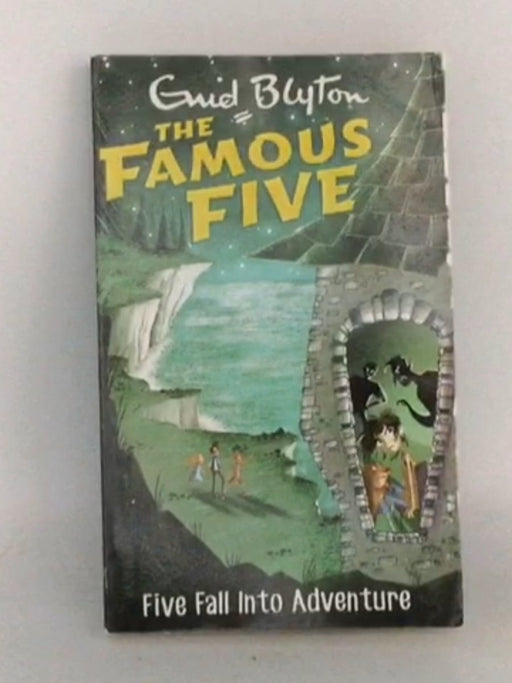 Enid Blyton
THE
FAMOUS
FIVE
Five Fall Into Adventure